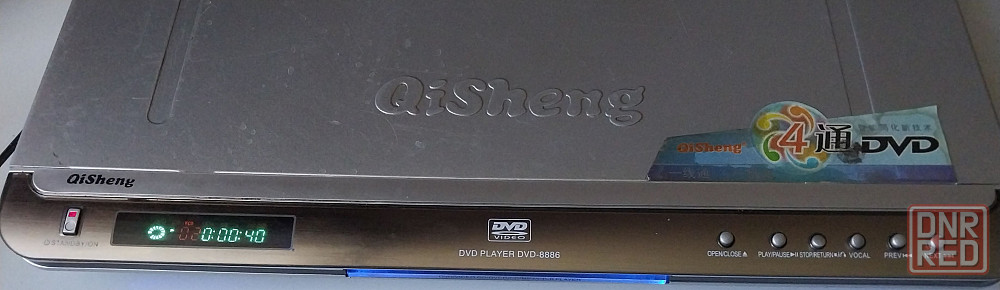 QiSheng
QiSheng 4通 DVD
QiSheng
STANDBY/ON
0:00:40
DVD
VIDEO
DVD PLAYER DVD-8886
OPEN/CLOSE PLAY/PAUSE STOP/RETURN VOCAL PREV
DNR
RED